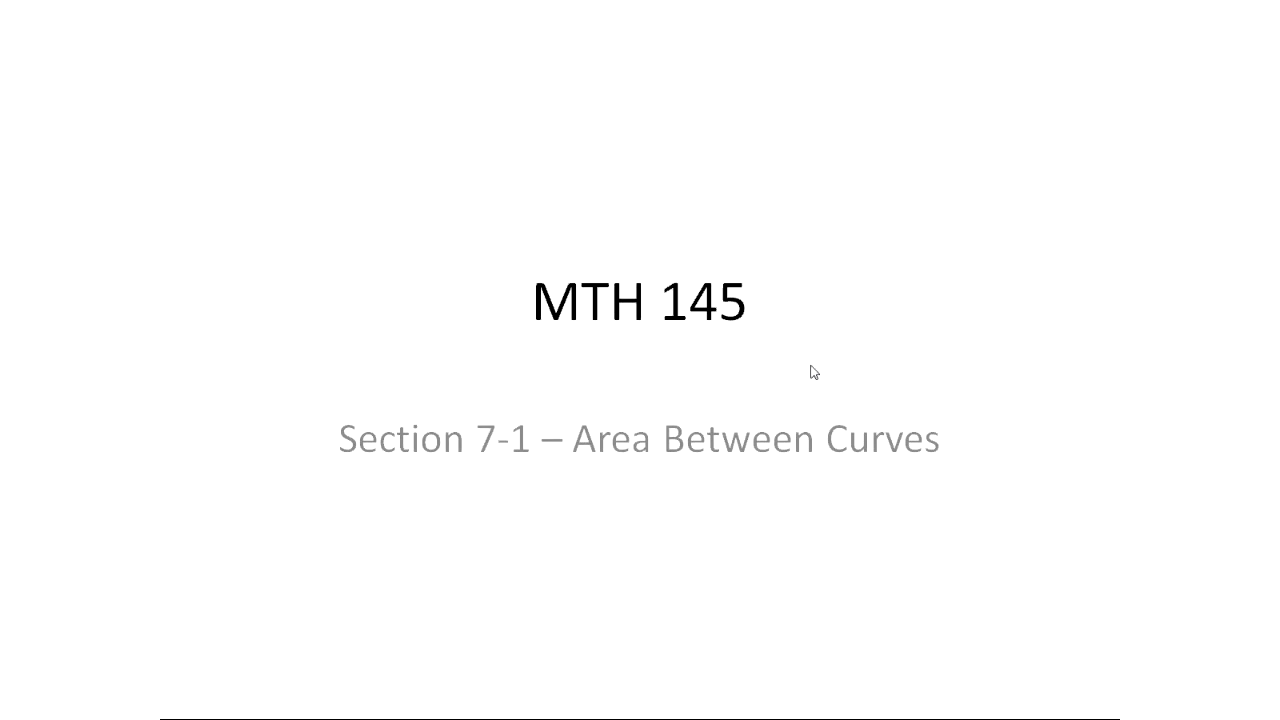 MTH 145
Section 7-1 – Area Between Curves